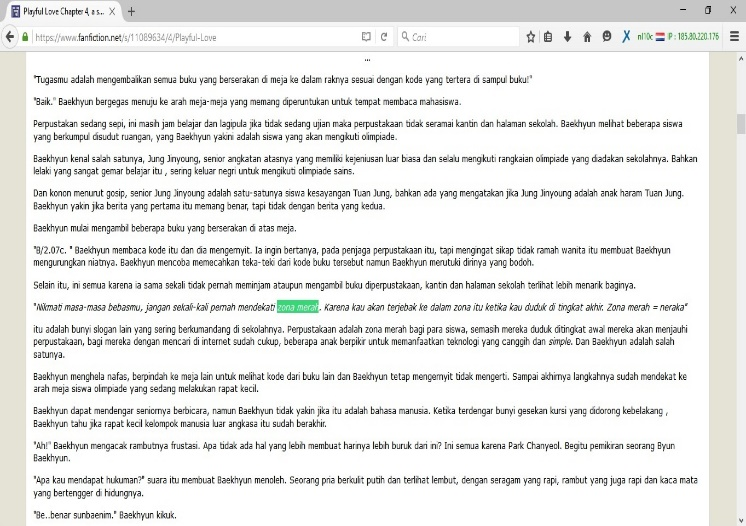 Playful Love Chapter 4, a s...
https://www.fanfiction.net/s/11089634/4/Playful-Love
Cari
nl10c IP : 185.80.220.176
...
"Tugasmu adalah mengembalikan semua buku yang berserakan di meja ke dalam raknya sesuai dengan kode yang tertera di sampul buku!"
"Baik." Baekhyun bergegas menuju ke arah meja-meja yang memang diperuntukan untuk tempat membaca mahasiswa.
Perpustakan sedang sepi, ini masih jam belajar dan lagipula jika tidak sedang ujian maka perpustakaan tidak seramai kantin dan halaman sekolah. Baekhyun melihat beberapa siswa
yang berkumpul disudut ruangan, yang Baekhyun yakini adalah siswa yang akan mengikuti olimpiade.
Baekhyun kenal salah satunya, Jung Jinyoung, senior angkatan atasnya yang memiliki kejeniusan luar biasa dan selalu mengikuti rangkaian olimpiade yang diadakan sekolahnya. Bahkan
lelaki yang sangat gemar belajar itu , sering keluar negri untuk mengikuti olimpiade sains.
Dan konon menurut gosip, senior Jung Jinyoung adalah satu-satunya siswa kesayangan Tuan Jung, bahkan ada yang mengatakan jika Jung Jinyoung adalah anak haram Tuan Jung.
Baekhyun yakin jika berita yang pertama itu memang benar, tapi tidak dengan berita yang kedua.
Baekhyun mulai mengambil beberapa buku yang berserakan di atas meja.
"B/2.07c. " Baekhyun membaca kode itu dan dia mengernyit. Ia ingin bertanya, pada penjaga perpustakaan itu, tapi mengingat sikap tidak ramah wanita itu membuat Baekhyun
mengurungkan niatnya. Baekhyun mencoba memecahkan teka-teki dari kode buku tersebut namun Baekhyun merutuki dirinya yang bodoh.
Selain itu, ini semua karena ia sama sekali tidak pernah meminjam ataupun mengambil buku diperpustakaan, kantin dan halaman sekolah terlihat lebih menarik baginya.
"Nikmati masa-masa bebasmu, jangan sekali-kali pernah mendekati zona merah. Karena kau akan terjebak ke dalam zona itu ketika kau duduk di tingkat akhir. Zona merah = neraka"
itu adalah bunyi slogan lain yang sering berkumandang di sekolahnya. Perpustakaan adalah zona merah bagi para siswa, semasih mereka duduk ditingkat awal mereka akan menjauhi
perpustakaan, bagi mereka dengan mencari di internet sudah cukup, beberapa anak berpikir untuk memanfaatkan teknologi yang canggih dan simple. Dan Baekhyun adalah salah
satunya.
Baekhyun menghela nafas, berpindah ke meja lain untuk melihat kode dari buku lain dan Baekhyun tetap mengernyit tidak mengerti. Sampai akhirnya langkahnya sudah mendekat ke
arah meja siswa olimpiade yang sedang melakukan rapat kecil.
Baekhyun dapat mendengar seniornya berbicara, namun Baekhyun tidak yakin jika itu adalah bahasa manusia. Ketika terdengar bunyi gesekan kursi yang didorong kebelakang ,
Baekhyun tahu jika rapat kecil kelompok manusia luar angkasa itu sudah berakhir.
"Ah!" Baekhyun mengacak rambutnya frustasi. Apa tidak ada hal yang lebih membuat harinya lebih buruk dari ini? Ini semua karena Park Chanyeol. Begitu pemikiran seorang Byun
Baekhyun.
"Apa kau mendapat hukuman?" suara itu membuat Baekhyun menoleh. Seorang pria berkulit putih dan terlihat lembut, dengan seragam yang rapi, rambut yang juga rapi dan kaca mata
yang bertengger di hidungnya.
"Be..benar sunbaenim." Baekhyun kikuk.